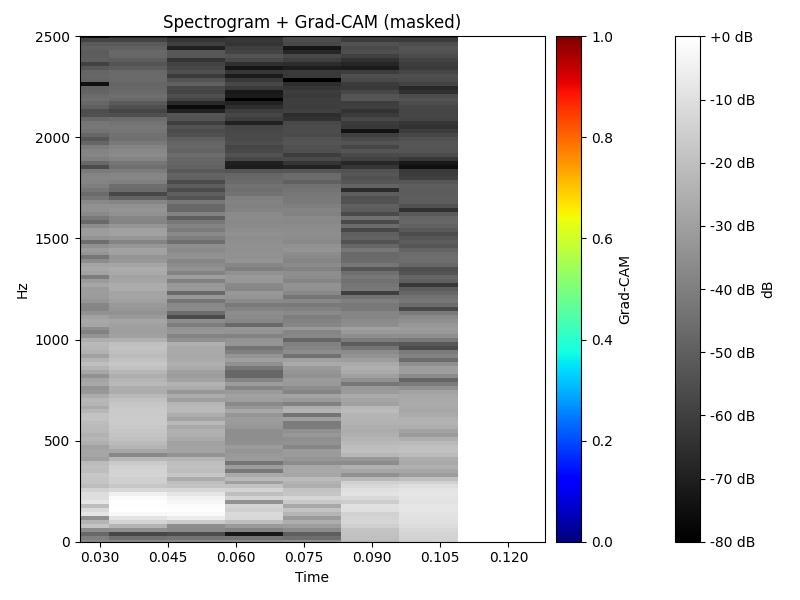 Spectrogram + Grad-CAM (masked)
2500
2000
1500
1000
500
0
Hz
0.030 0.045 0.060 0.075 0.090 0.105 0.120
Time
1.0
0.8
0.6
0.4
0.2
0.0
Grad-CAM
+0 dB
-10 dB
-20 dB
-30 dB
-40 dB
-50 dB
-60 dB
-70 dB
-80 dB
dB